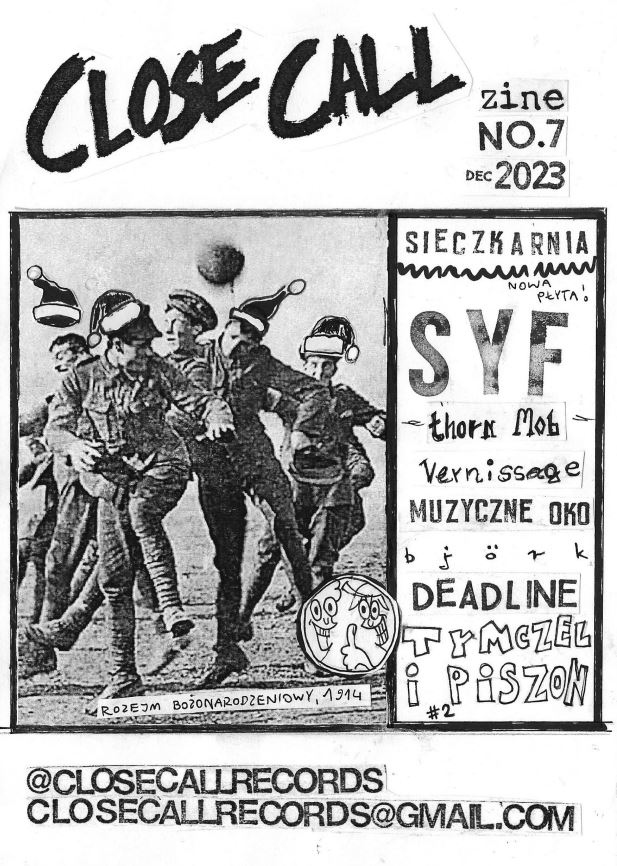 CLOSE CALL
zine
NO.7
DEC 2023
SIECZKARNIA
NOWA
PŁYTA!
SYF
thorn Mob
Vernissage
MUZYCZNE OKO
björk
DEADLINE
TYMCZEL
i PiSZON
#2
ROZEJM BOŻONARODZENIOWY, 1914
@CLOSECALLRECORDS
CLOSECALLRECORDS@GMAIL.COM